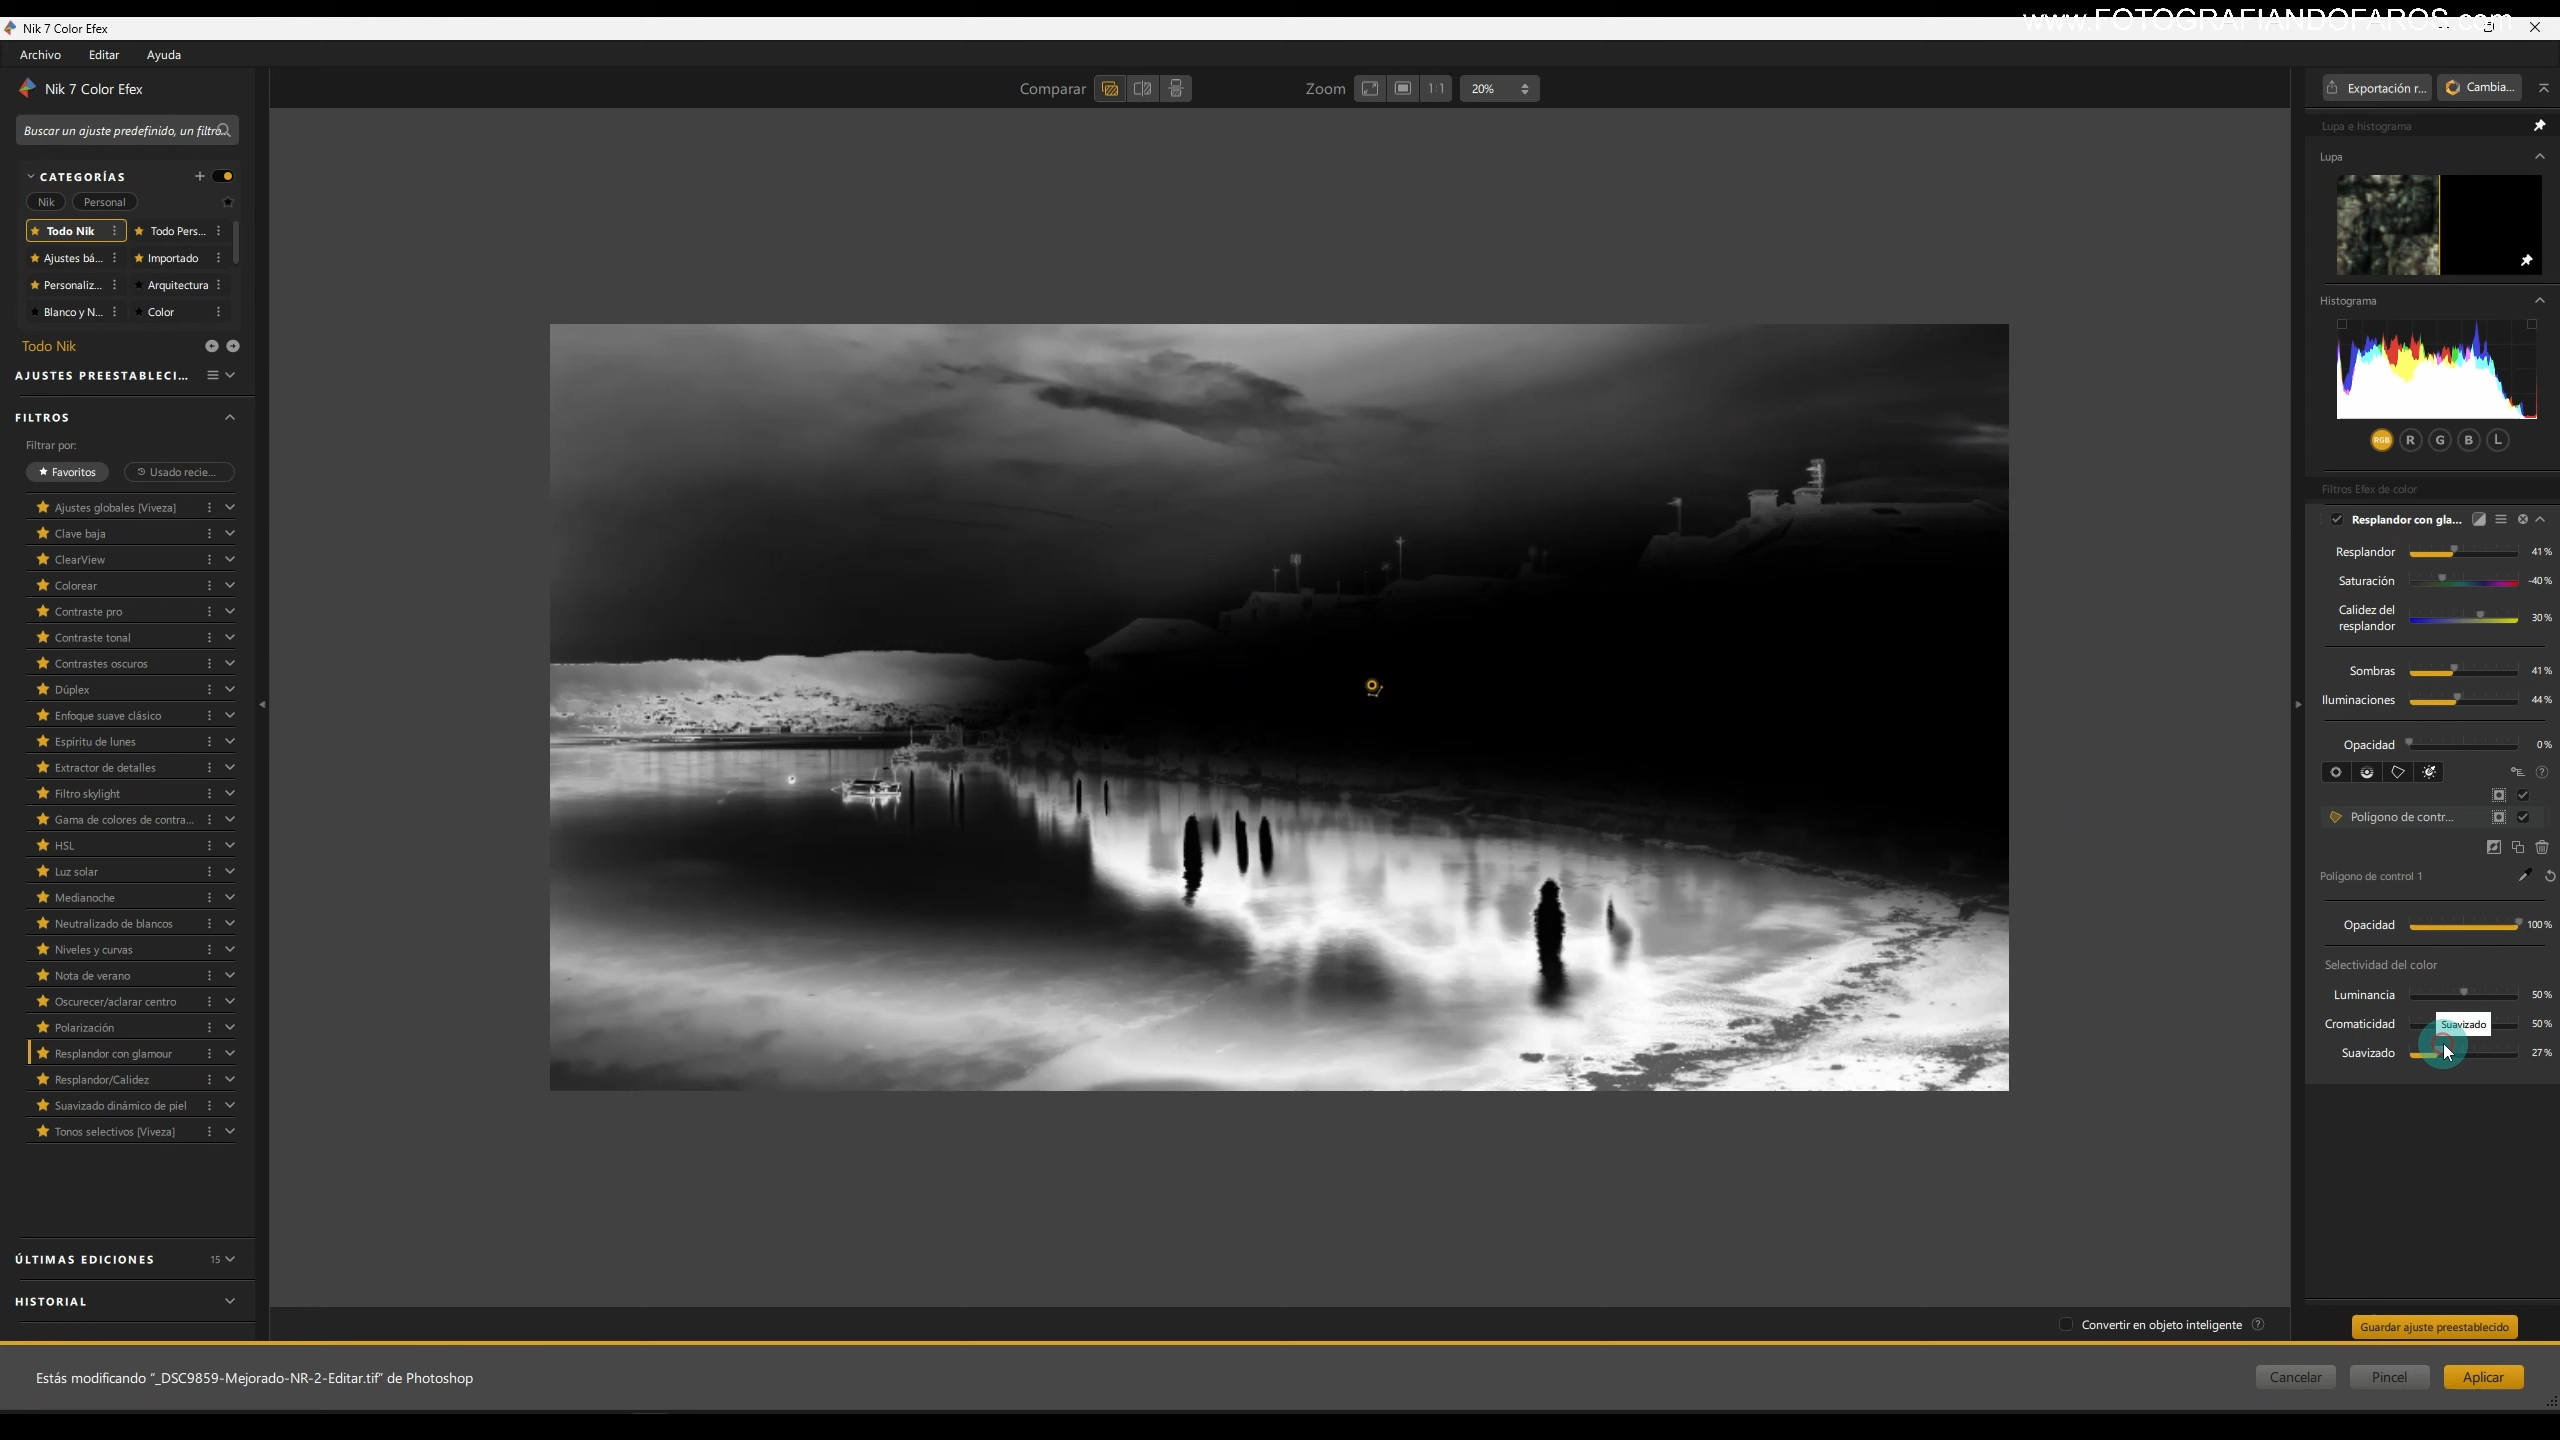 www.FOTOGRAFIANDOFAROS.com
Nik 7 Color Efex
Archivo Editar Ayuda
Nik 7 Color Efex
Comparar
Zoom
1:1
20%
Exportación r...
Cambia...
Buscar un ajuste predefinido, un filtro...
Lupa e histograma
Lupa
CATEGORÍAS
Nik Personal
Todo Nik Todo Pers...
Ajustes bá... Importado
Personaliz... Arquitectura
Blanco y N... Color
Histograma
RGB R G B L
Todo Nik
AJUSTES PREESTABLECI...
FILTROS
Filtrar por:
Favoritos Usado recie...
Ajustes globales [Viveza]
Clave baja
ClearView
Colorear
Contraste pro
Contraste tonal
Contrastes oscuros
Dúplex
Enfoque suave clásico
Espíritu de lunes
Extractor de detalles
Filtro skylight
Gama de colores de contra...
HSL
Luz solar
Medianoche
Neutralizado de blancos
Niveles y curvas
Nota de verano
Oscurecer/aclarar centro
Polarización
Resplandor con glamour
Resplandor/Calidez
Suavizado dinámico de piel
Tonos selectivos [Viveza]
ÚLTIMAS EDICIONES 15
HISTORIAL
Filtros Efex de color
Resplandor con gla...
Resplandor 41%
Saturación -40%
Calidez del
resplandor 30%
Sombras 41%
Iluminaciones 44%
Opacidad 0%
Polígono de contr...
Polígono de control 1
Opacidad 100%
Selectividad del color
Luminancia 50%
Cromaticidad 50%
Suavizado
Suavizado 27%
Convertir en objeto inteligente
Guardar ajuste preestablecido
Estás modificando "_DSC9859-Mejorado-NR-2-Editar.tif" de Photoshop
Cancelar Pincel Aplicar